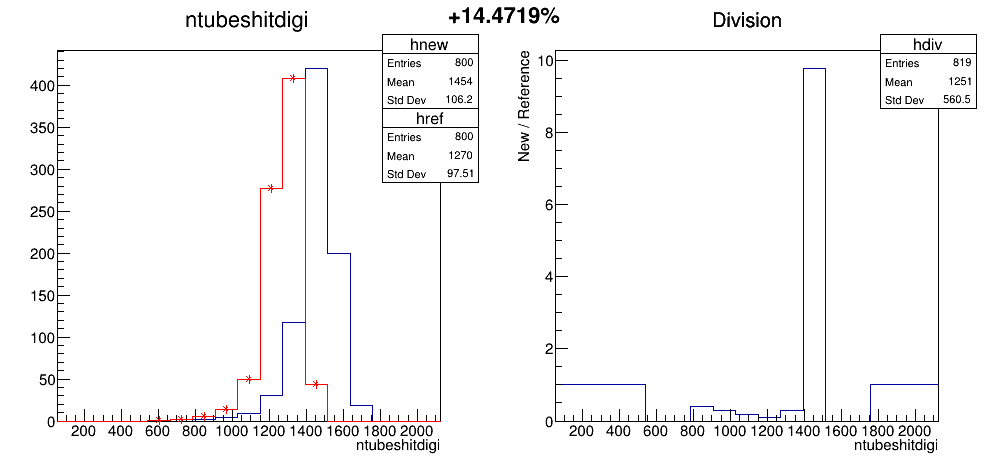 ntubeshitdigi
+14.4719%
Division
hnew
Entries 800
Mean 1454
Std Dev 106.2
href
Entries 800
Mean 1270
Std Dev 97.51
400
350
300
250
200
150
100
50
0
200 400 600 800 1000 1200 1400 1600 1800 2000
ntubeshitdigi
hdiv
Entries 819
Mean 1251
Std Dev 560.5
New / Reference
10
8
6
4
2
0
200 400 600 800 1000 1200 1400 1600 1800 2000
ntubeshitdigi